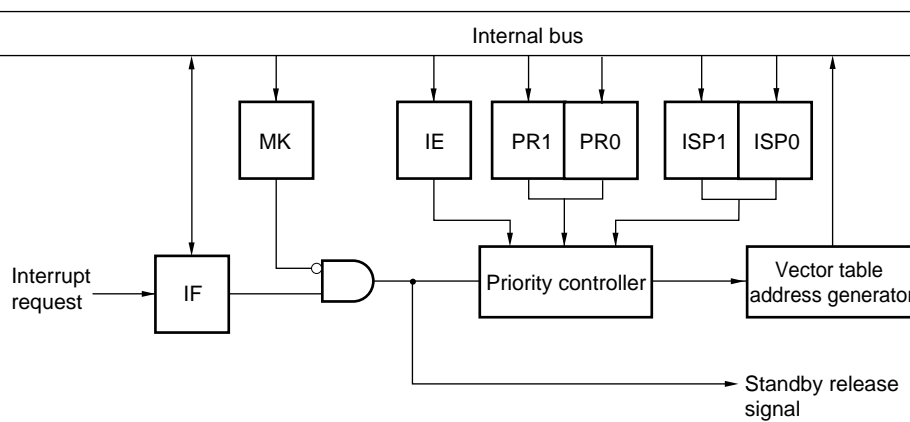 Internal bus
MK
IE
PR1
PR0
ISP1
ISP0
Interrupt
request
IF
Priority controller
Vector table
address generator
Standby release
signal